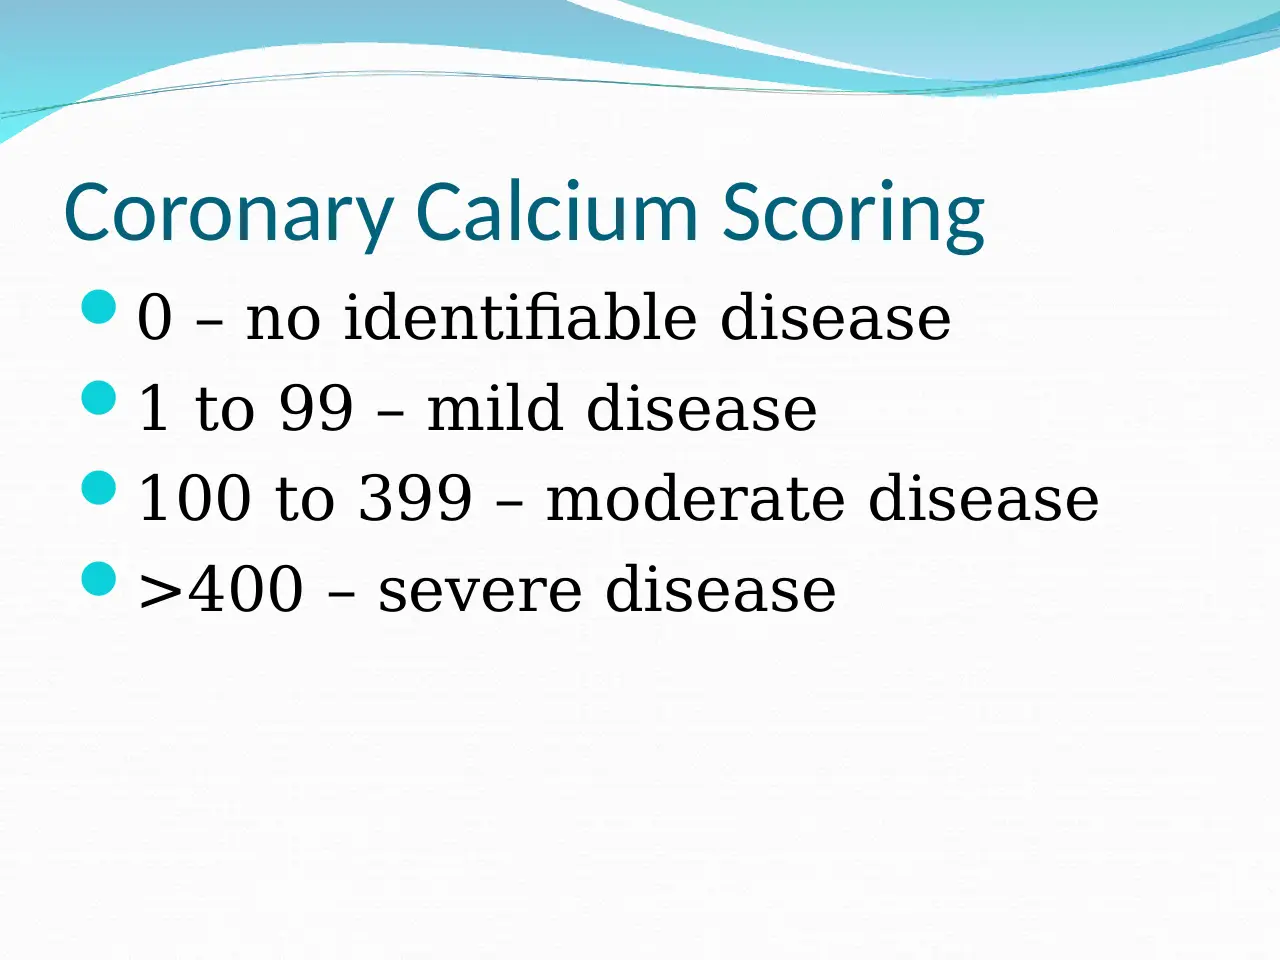 Coronary Calcium Scoring
0 – no identifiable disease
1 to 99 – mild disease
100 to 399 – moderate disease
>400 – severe disease